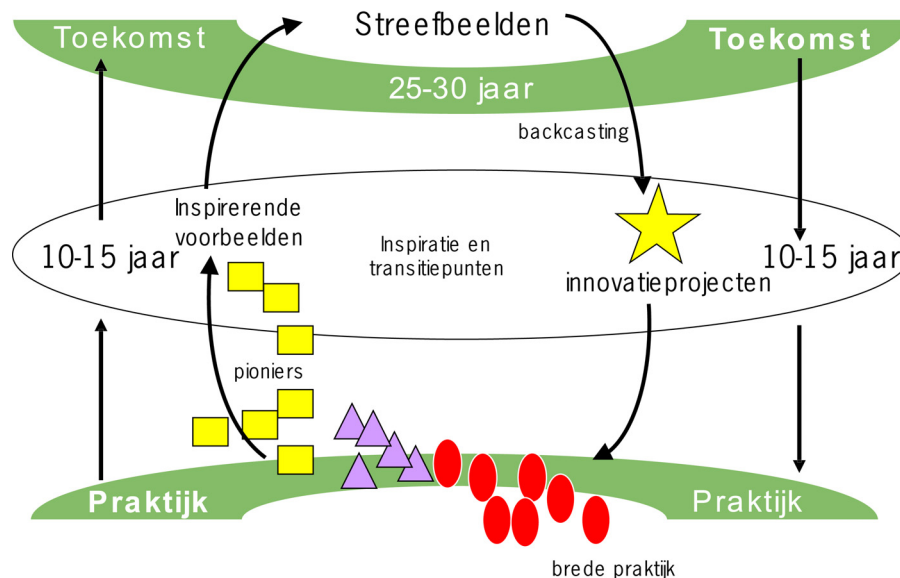 Streefbeelden
Toekomst
Toekomst
25-30 jaar
backcasting
Inspirerende
voorbeelden
10-15 jaar
Inspiratie en
transitiepunten
innovatieprojecten
10-15 jaar
pioniers
Praktijk
Praktijk
brede praktijk